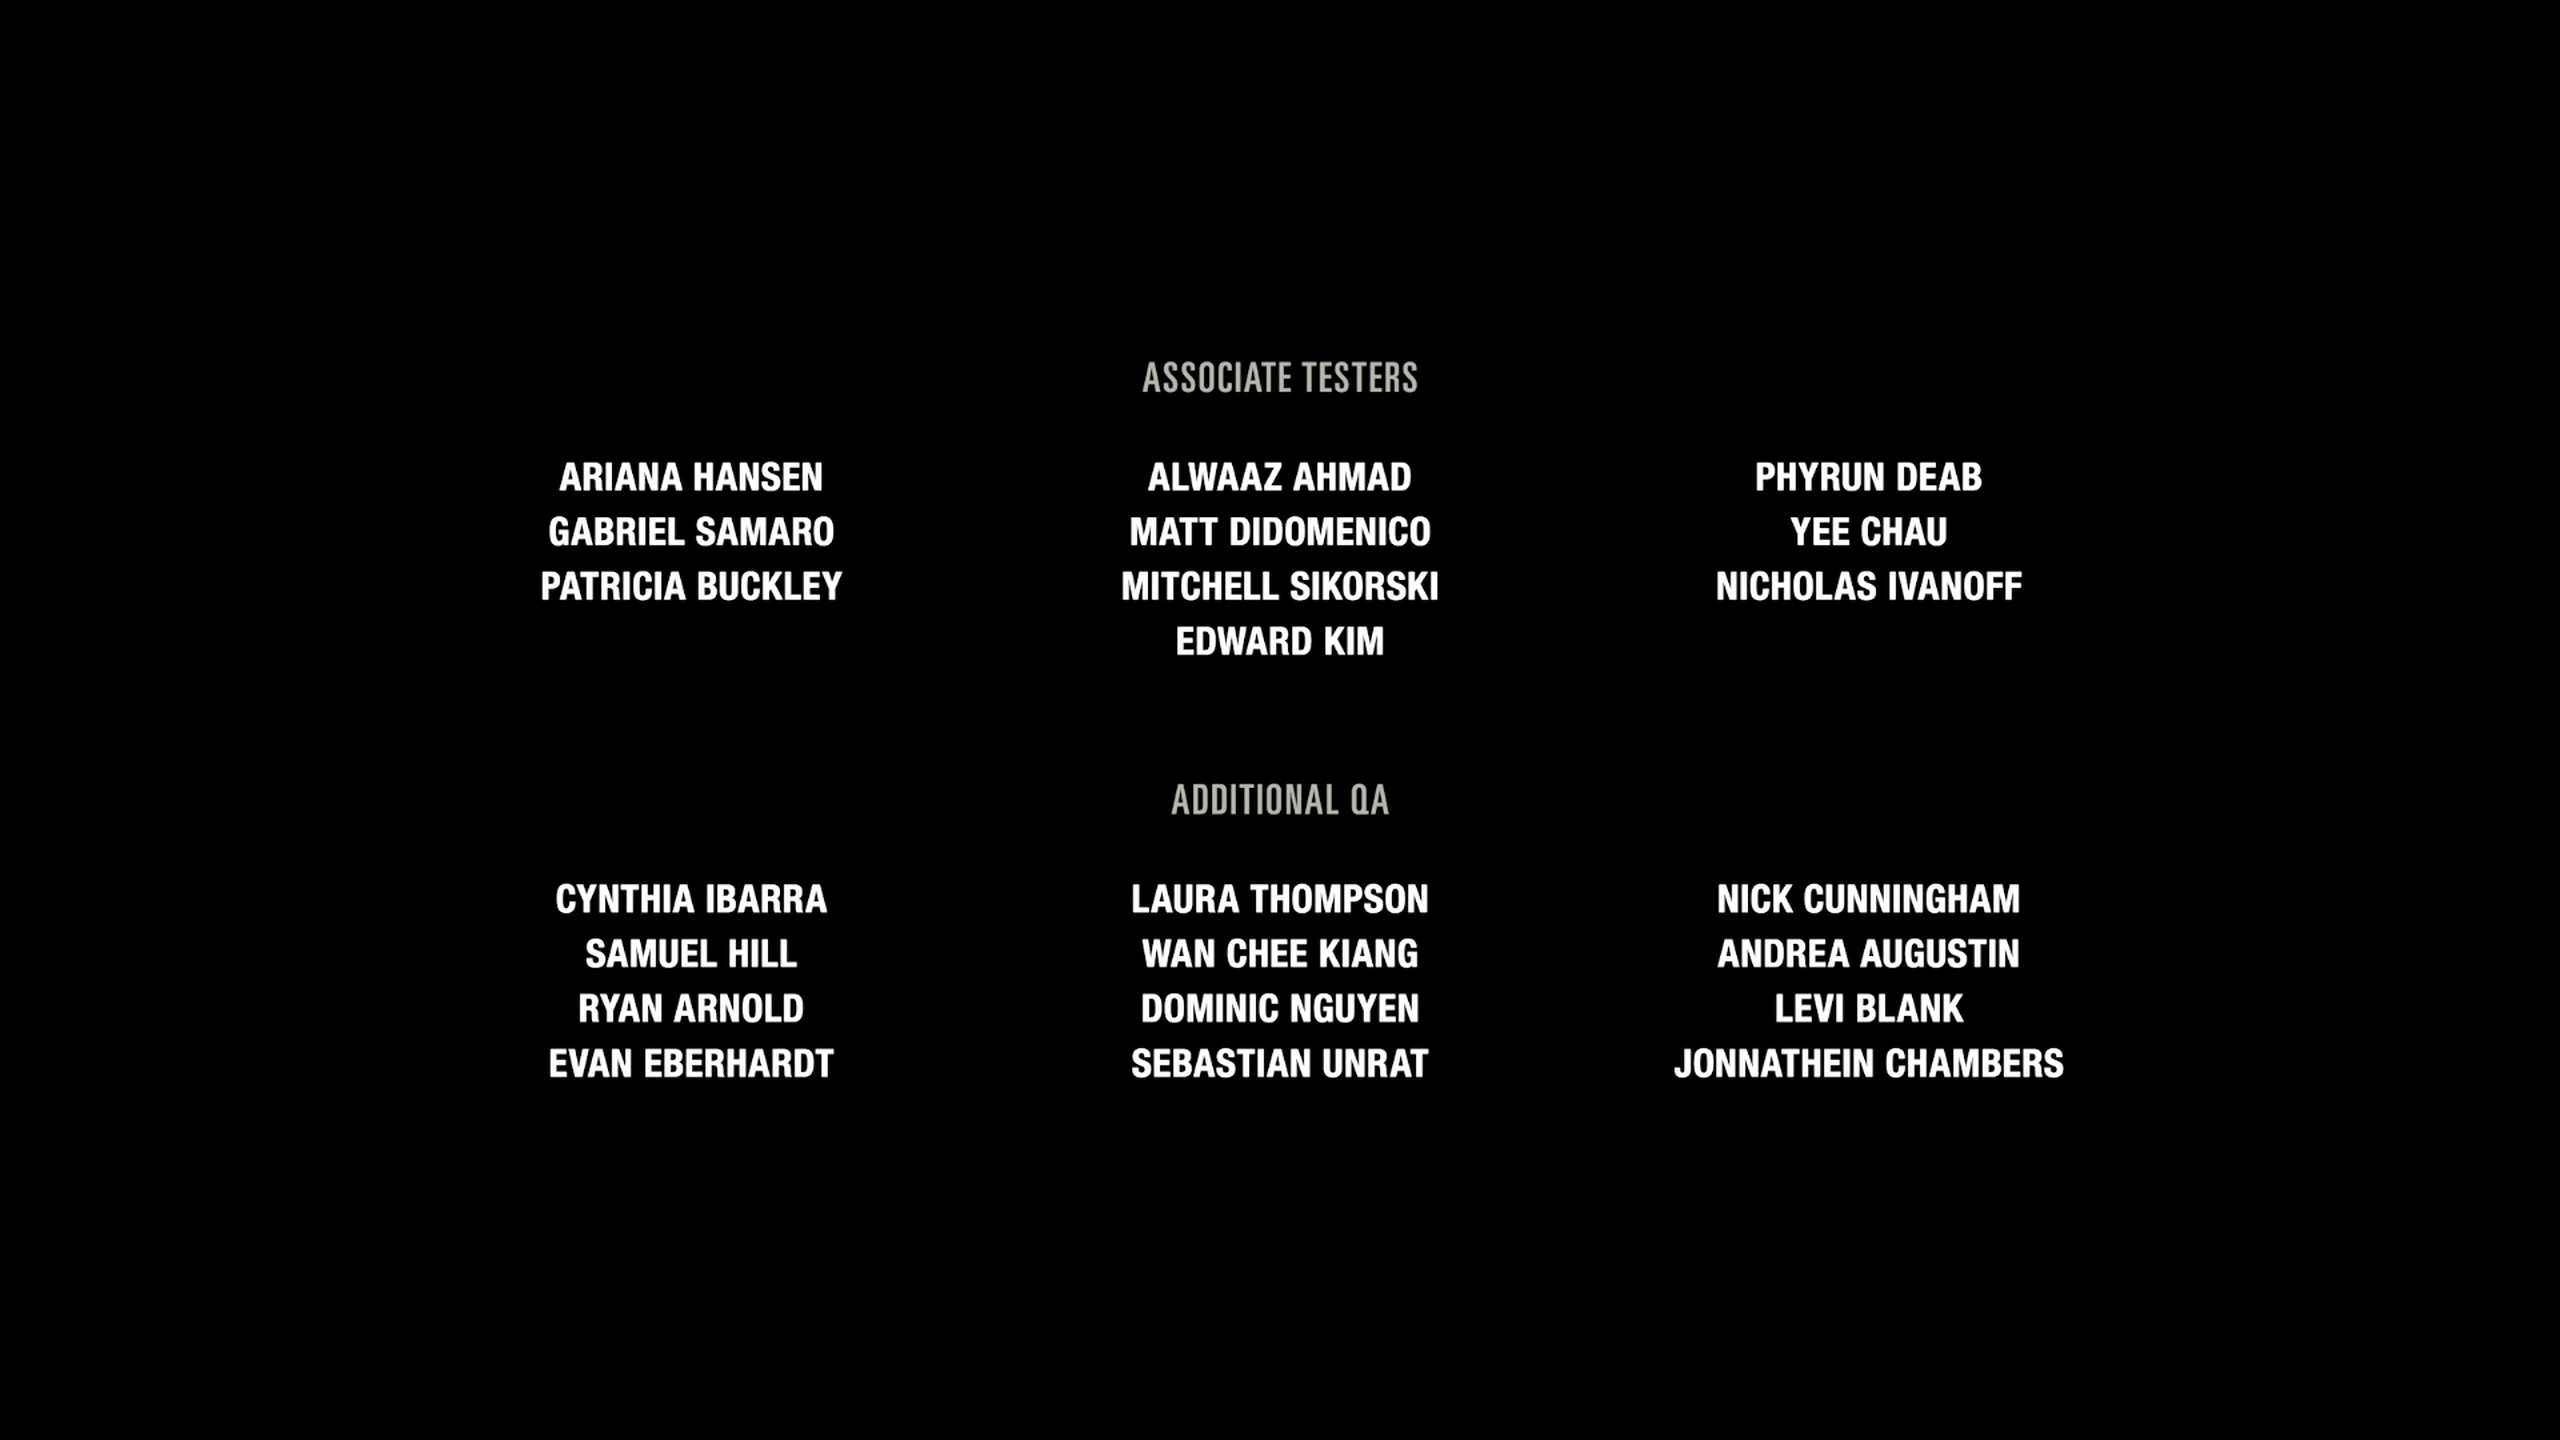 ASSOCIATE TESTERS
ARIANA HANSEN ALWAAZ AHMAD PHYRUN DEAB
GABRIEL SAMARO MATT DIDOMENICO YEE CHAU
PATRICIA BUCKLEY MITCHELL SIKORSKI NICHOLAS IVANOFF
EDWARD KIM
ADDITIONAL QA
CYNTHIA IBARRA LAURA THOMPSON NICK CUNNINGHAM
SAMUEL HILL WAN CHEE KIANG ANDREA AUGUSTIN
RYAN ARNOLD DOMINIC NGUYEN LEVI BLANK
EVAN EBERHARDT SEBASTIAN UNRAT JONNATHEIN CHAMBERS